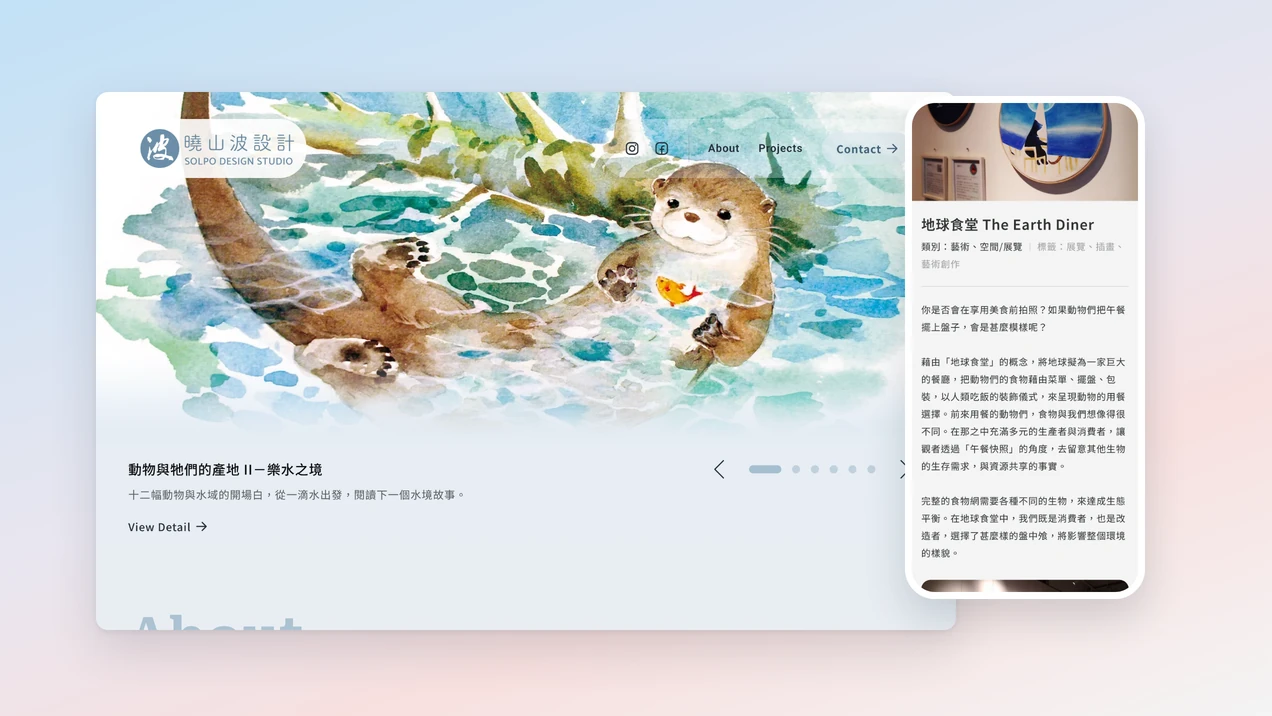 波
曉山波設計
SOLPO DESIGN STUDIO
About
Projects
Contact →
動物與牠們的產地 II－樂水之境
十二幅動物與水域的開場白，從一滴水出發，閱讀下一個水境故事。
View Detail →
About
地球食堂 The Earth Diner
類別：藝術、空間/展覽 | 標籤：展覽、插畫、
藝術創作
你是否會在享用美食前拍照？如果動物們把午餐
擺上盤子，會是甚麼模樣呢？
藉由「地球食堂」的概念，將地球擬為一家巨大
的餐廳，把動物們的食物藉由菜單、擺盤、包
裝，以人類吃飯的裝飾儀式，來呈現動物的用餐
選擇。前來用餐的動物們，食物與我們想像得很
不同。在那之中充滿多元的生產者與消費者，讓
觀者透過「午餐快照」的角度，去留意其他生物
的生存需求，與資源共享的事實。
完整的食物網需要各種不同的生物，來達成生態
平衡。在地球食堂中，我們既是消費者，也是改
造者，選擇了甚麼樣的盤中飧，將影響整個環境
的樣貌。